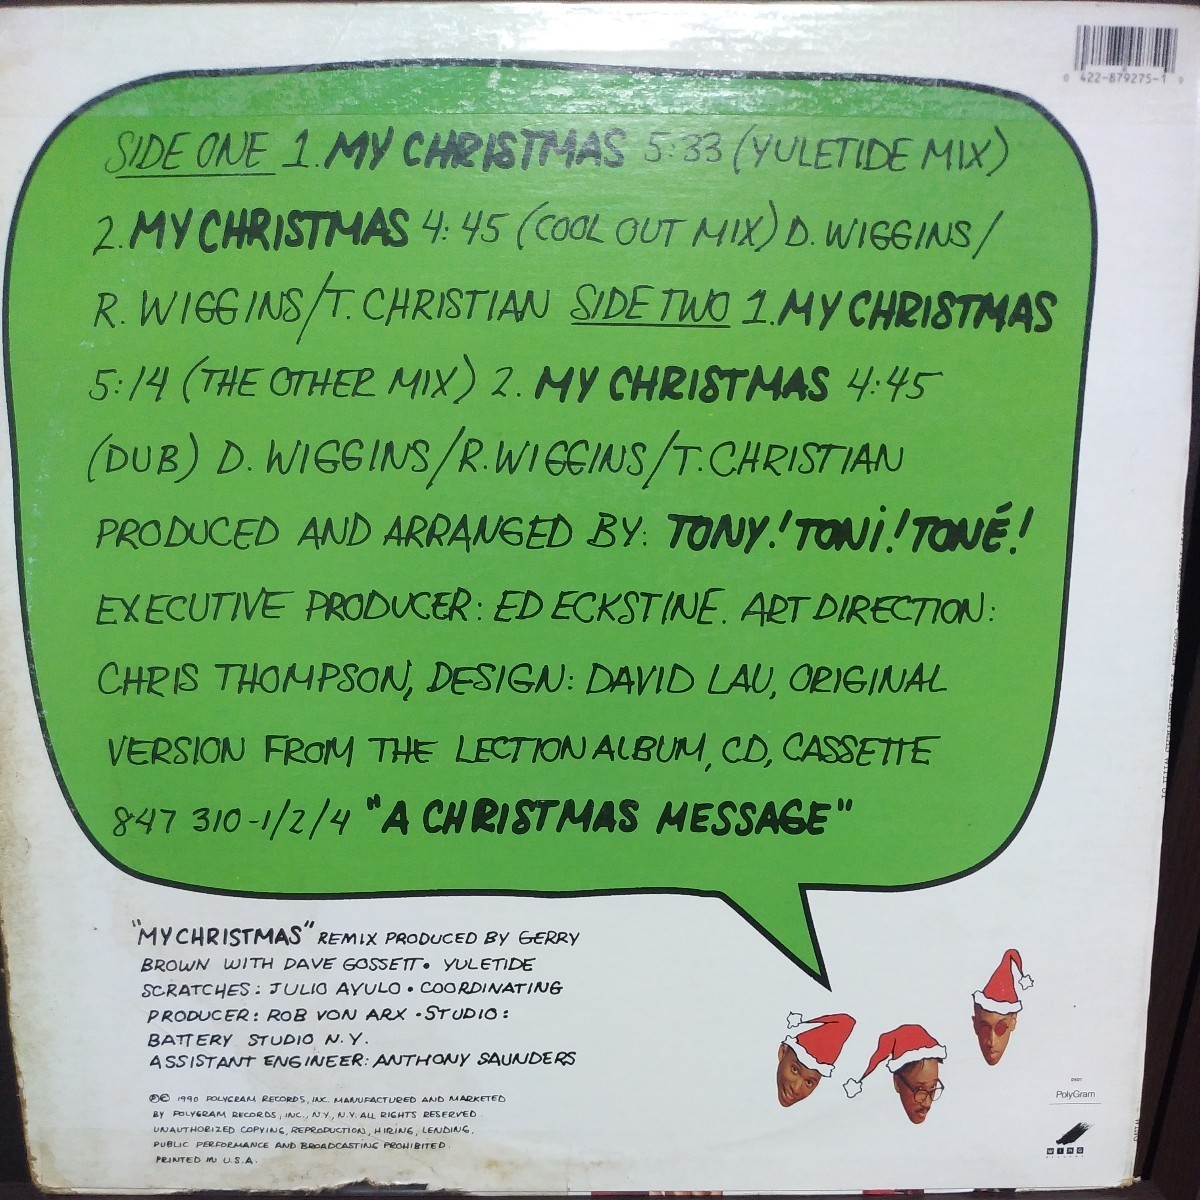 0 422-879275-1 9
SIDE ONE 1. MY CHRISTMAS 5:33 (YULETIDE MIX)
2. MY CHRISTMAS 4:45 (COOL OUT MIX) D. WIGGINS/
R. WIGGINS/T. CHRISTIAN SIDE TWO 1. MY CHRISTMAS
5:14 (THE OTHER MIX) 2. MY CHRISTMAS 4:45
(DUB) D. WIGGINS/R. WIGGINS/T. CHRISTIAN
PRODUCED AND ARRANGED BY: TONY! TONi! TONÉ!
EXECUTIVE PRODUCER: ED ECKSTINE. ART DIRECTION:
CHRIS THOMPSON, DESIGN: DAVID LAU, ORIGINAL
VERSION FROM THE LECTION ALBUM, CD, CASSETTE
847 310-1/2/4 "A CHRISTMAS MESSAGE"
"MY CHRISTMAS" REMIX PRODUCED BY GERRY
BROWN WITH DAVE GOSSETT • YULETIDE
SCRATCHES: JULIO AYULO • COORDINATING
PRODUCER: ROB VON ARX • STUDIO:
BATTERY STUDIO N.Y.
ASSISTANT ENGINEER: ANTHONY SAUNDERS
℗© 1990 POLYGRAM RECORDS, INC. MANUFACTURED AND MARKETED
BY POLYGRAM RECORDS, INC., N.Y., N.Y. ALL RIGHTS RESERVED
UNAUTHORIZED COPYING, REPRODUCTION, HIRING, LENDING,
PUBLIC PERFORMANCE AND BROADCASTING PROHIBITED.
PRINTED IN U.S.A.
PolyGram
WING
RECORDS